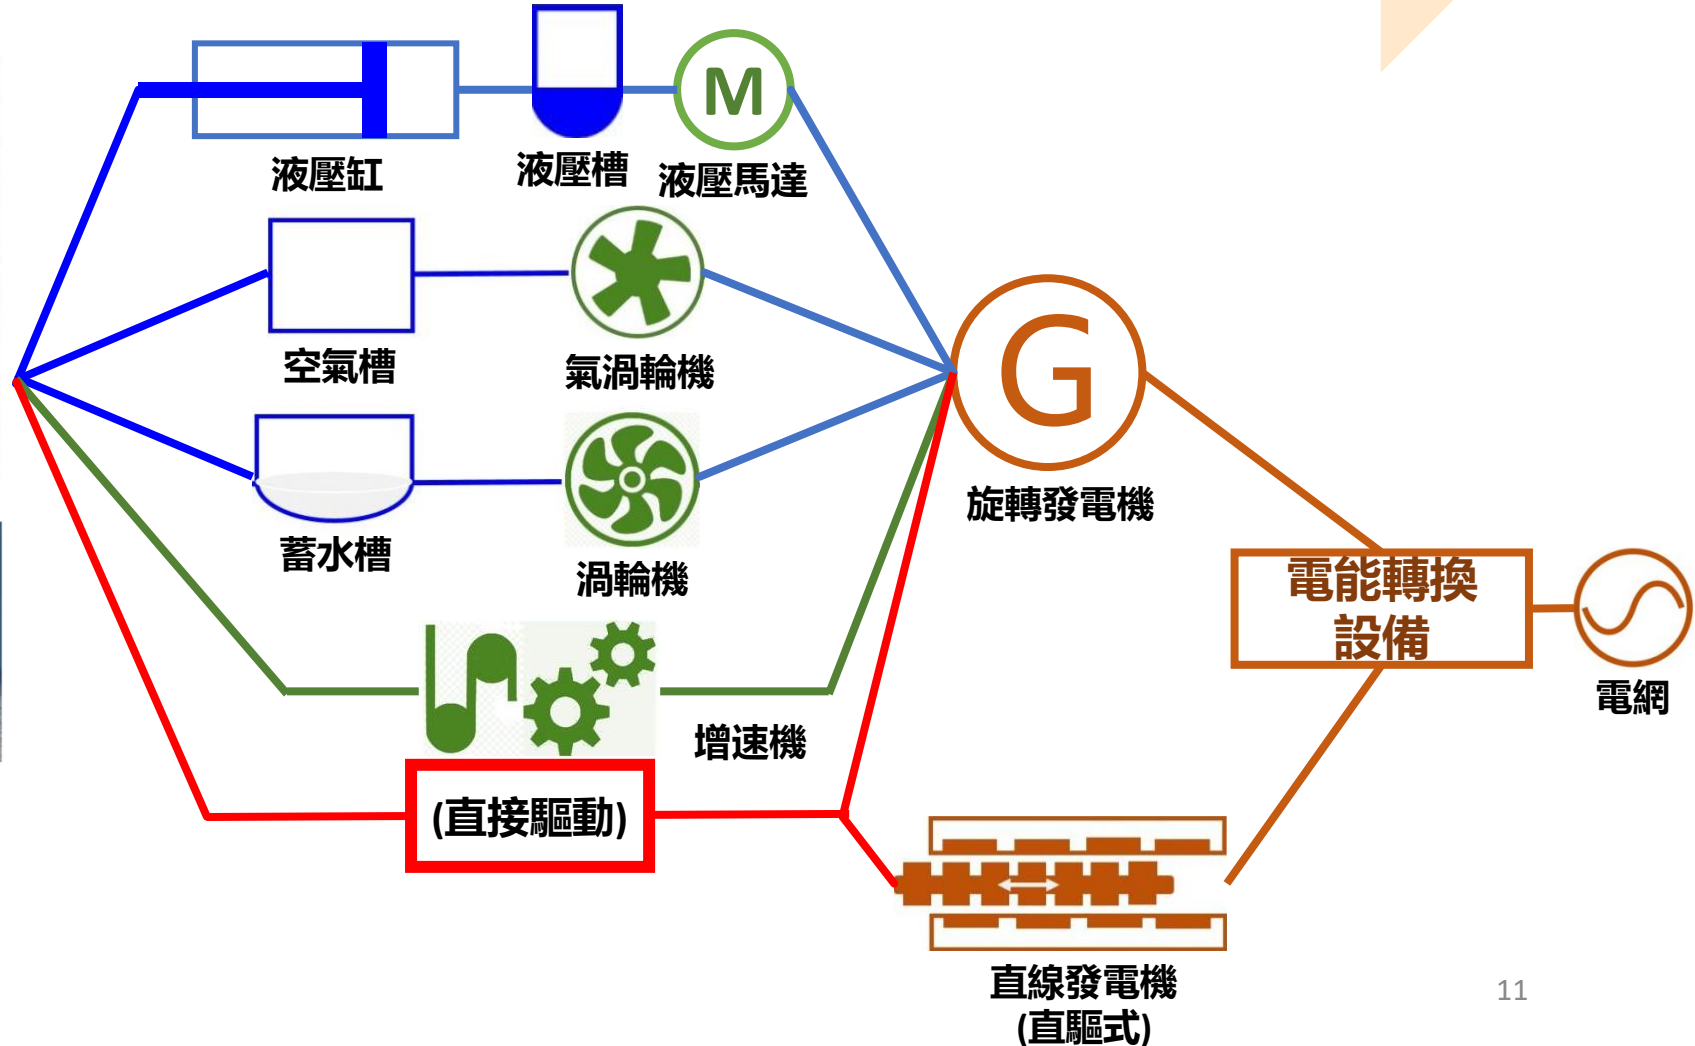 M
液壓缸
液壓槽
液壓馬達
空氣槽
氣渦輪機
G
旋轉發電機
蓄水槽
渦輪機
電能轉換
設備
電網
增速機
(直接驅動)
直線發電機
(直驅式)
11